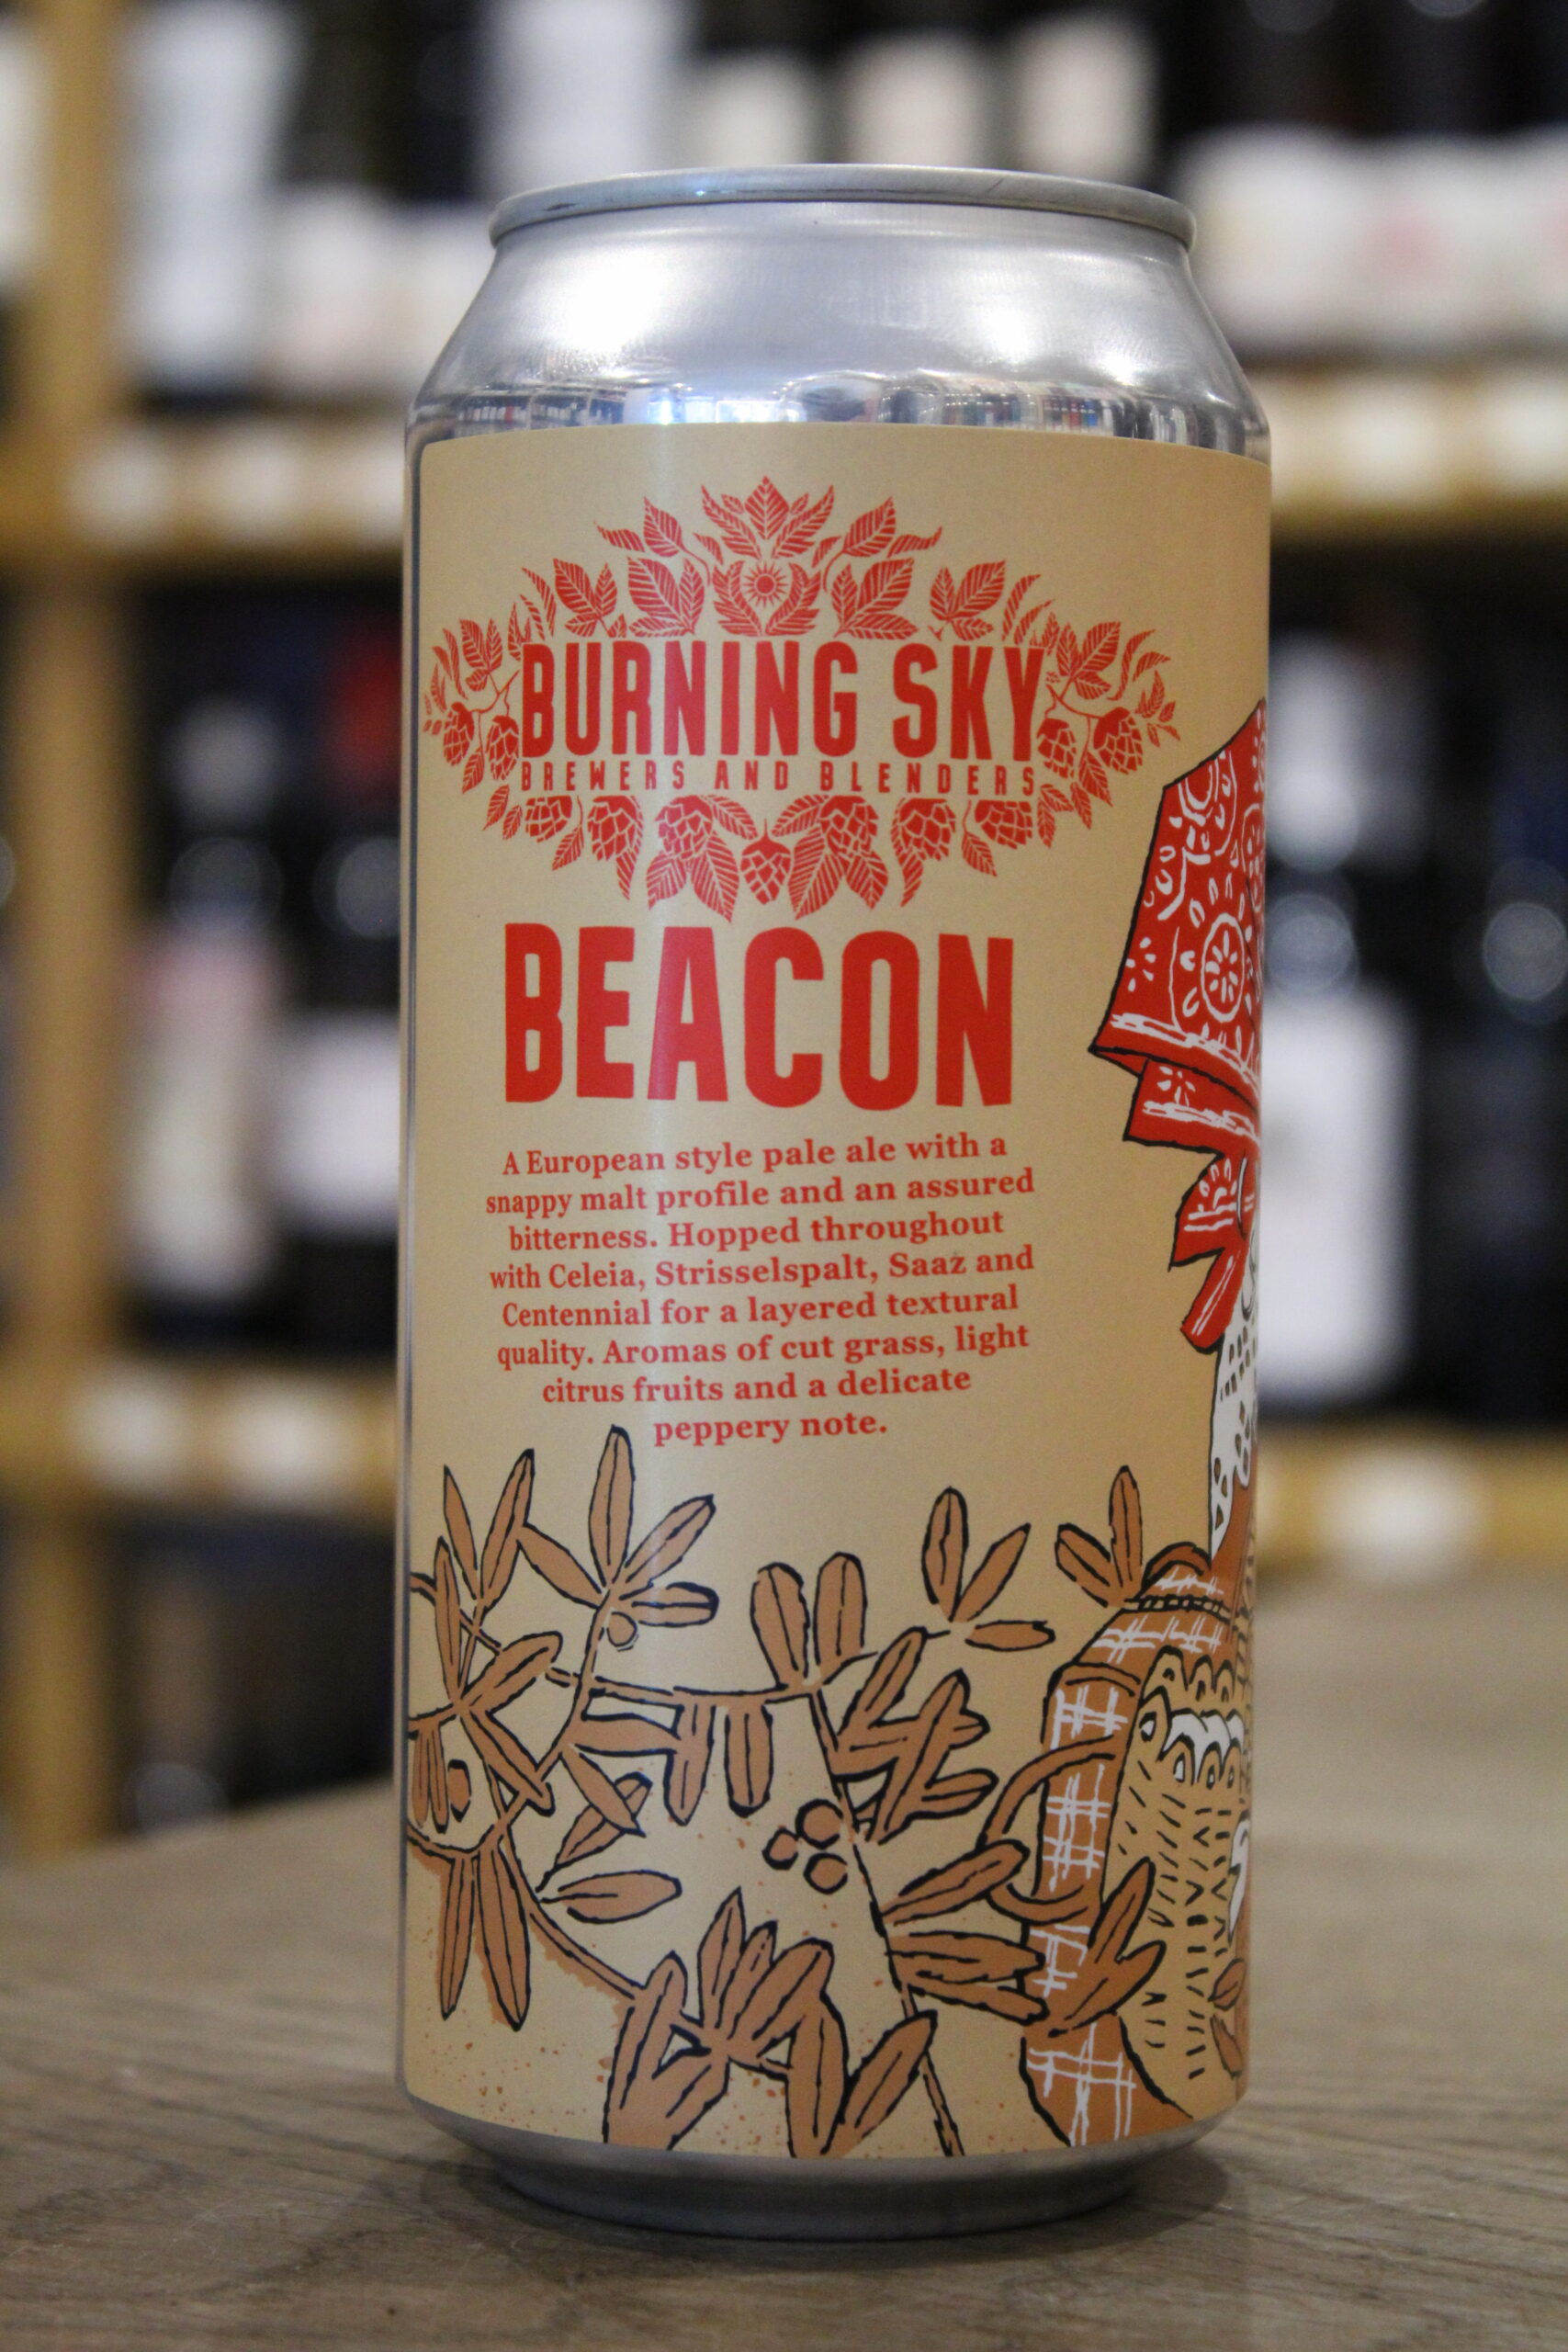 BURNING SKY
BREWERS AND BLENDERS
BEACON
A European style pale ale with a
snappy malt profile and an assured
bitterness. Hopped throughout
with Celeia, Strisselspalt, Saaz and
Centennial for a layered textural
quality. Aromas of cut grass, light
citrus fruits and a delicate
peppery note.